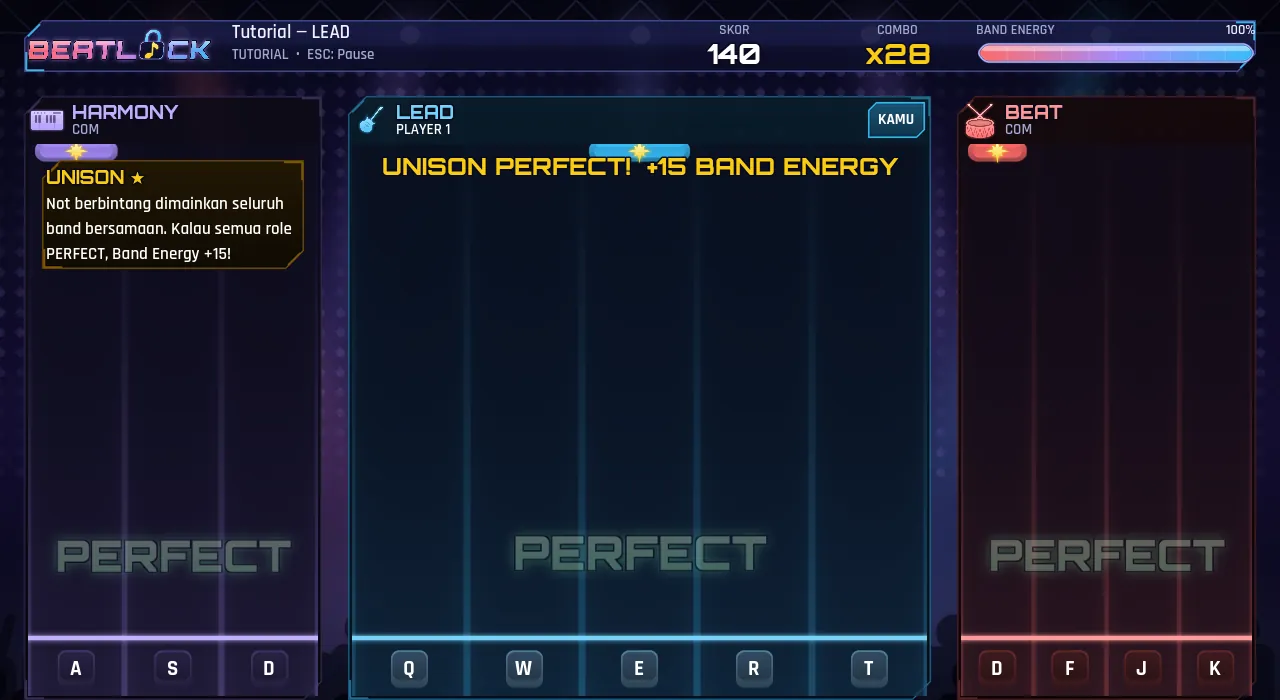 BEATLOCK
Tutorial — LEAD
TUTORIAL · ESC: Pause
SKOR
140
COMBO
x28
BAND ENERGY
100%
HARMONY
COM
UNISON ★
Not berbintang dimainkan seluruh
band bersamaan. Kalau semua role
PERFECT, Band Energy +15!
PERFECT
A S D
LEAD
PLAYER 1
KAMU
UNISON PERFECT! +15 BAND ENERGY
PERFECT
Q W E R T
BEAT
COM
PERFECT
D F J K